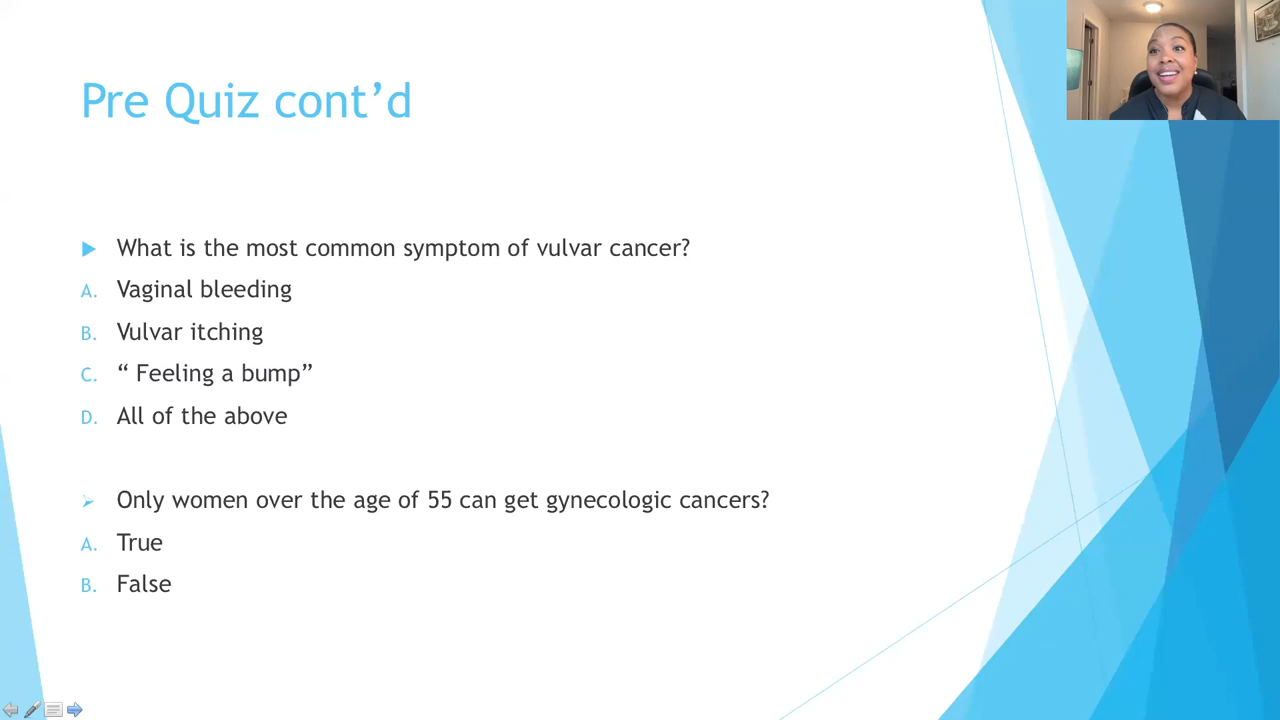 Pre Quiz cont’d
What is the most common symptom of vulvar cancer?
A. Vaginal bleeding
B. Vulvar itching
C. “ Feeling a bump”
D. All of the above
Only women over the age of 55 can get gynecologic cancers?
A. True
B. False